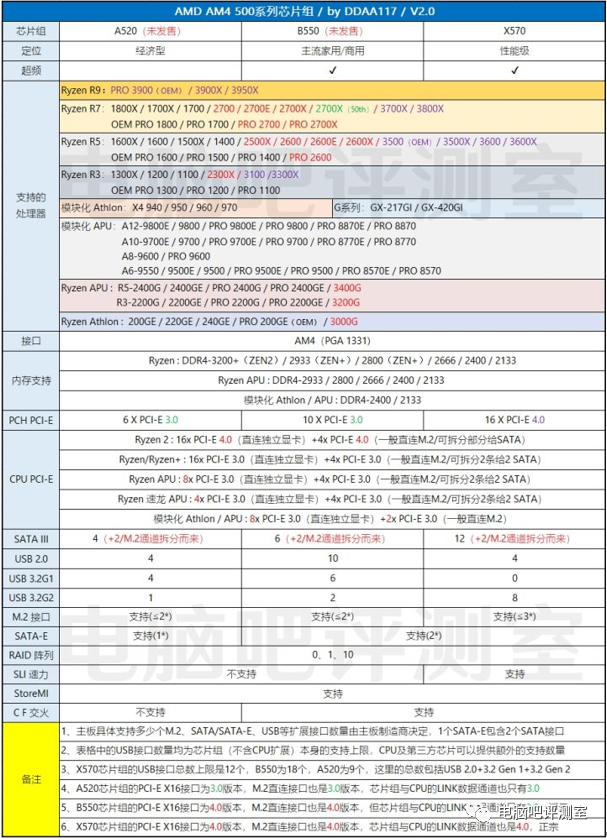 AMD AM4 500系列芯片组 / by DDAA117 / V2.0
芯片组 A520（未发售） B550（未发售） X570
定位 经济型 主流家用/商用 性能级
超频 ✓ ✓
支持的处理器
Ryzen R9：PRO 3900（OEM）/ 3900X / 3950X
Ryzen R7：1800X / 1700X / 1700 / 2700 / 2700E / 2700X / 2700X（50th）/ 3700X / 3800X
OEM PRO 1800 / PRO 1700 / PRO 2700 / PRO 2700X
Ryzen R5：1600X / 1600 / 1500X / 1400 / 2500X / 2600 / 2600E / 2600X / 3500（OEM）/ 3500X / 3600 / 3600X
OEM PRO 1600 / PRO 1500 / PRO 1400 / PRO 2600
Ryzen R3：1300X / 1200 / 1100 / 2300X / 3100 /3300X
OEM PRO 1300 / PRO 1200 / PRO 1100
模块化 Athlon：X4 940 / 950 / 960 / 970 G系列：GX-217GI / GX-420GI
模块化 APU：A12-9800E / 9800 / PRO 9800E / PRO 9800 / PRO 8870E / PRO 8870
A10-9700E / 9700 / PRO 9700E / PRO 9700 / PRO 8770E / PRO 8770
A8-9600 / PRO 9600
A6-9550 / 9500E / 9500 / PRO 9500E / PRO 9500 / PRO 8570E / PRO 8570
Ryzen APU：R5-2400G / 2400GE / PRO 2400G / PRO 2400GE / 3400G
R3-2200G / 2200GE / PRO 2200G / PRO 2200GE / 3200G
Ryzen Athlon：200GE / 220GE / 240GE / PRO 200GE（OEM）/ 3000G
接口 AM4（PGA 1331）
内存支持
Ryzen : DDR4-3200+（ZEN2）/ 2933（ZEN+）/ 2800（ZEN+）/ 2666 / 2400 / 2133
Ryzen APU : DDR4-2933 / 2800 / 2666 / 2400 / 2133
模块化 Athlon / APU : DDR4-2400 / 2133
PCH PCI-E 6 X PCI-E 3.0 10 X PCI-E 3.0 16 X PCI-E 4.0
CPU PCI-E
Ryzen 2 : 16x PCI-E 4.0（直连独立显卡）+4x PCI-E 4.0（一般直连M.2/可拆分部分给SATA）
Ryzen/Ryzen+ : 16x PCI-E 3.0（直连独立显卡）+4x PCI-E 3.0（一般直连M.2/可拆分2条给2 SATA）
Ryzen APU : 8x PCI-E 3.0（直连独立显卡）+4x PCI-E 3.0（一般直连M.2/可拆分2条给2 SATA）
Ryzen 速龙 APU : 4x PCI-E 3.0（直连独立显卡）+4x PCI-E 3.0（一般直连M.2/可拆分2条给2 SATA）
模块化 Athlon / APU : 8x PCI-E 3.0（直连独立显卡）+2x PCI-E 3.0（一般直连M.2）
SATA III 4（+2/M.2通道拆分而来） 6（+2/M.2通道拆分而来） 12（+2/M.2通道拆分而来）
USB 2.0 4 10 4
USB 3.2G1 4 6 0
USB 3.2G2 1 2 8
M.2 接口 支持(≤2*) 支持(≤2*) 支持(≤3*)
SATA-E 支持(1*) 支持(2*)
RAID 阵列 0、1、10
SLI 速力 不支持 支持
StoreMI 支持
C F 交火 不支持 支持
备注
1、主板具体支持多少个M.2、SATA/SATA-E、USB等扩展接口数量由主板制造商决定，1个SATA-E包含2个SATA接口
2、表格中的USB接口数量均为芯片组（不含CPU扩展）本身的支持上限，CPU及第三方芯片可以提供额外的支持数量
3、X570芯片组的USB接口总数上限是12个，B550为18个，A520为9个，这里的总数包括USB 2.0+3.2 Gen 1+3.2 Gen 2
4、A520芯片组的PCI-E X16接口为3.0版本，M.2直连接口也是3.0版本，芯片组与CPU的LINK数据通道也只有3.0
5、B550芯片组的PCI-E X16接口为4.0版本，M.2直连接口也是4.0版本，但芯片组与CPU的LINK
6、X570芯片组的PCI-E X16接口为4.0版本，M.2直连接口也是4.0版本，芯片组与CPU的LINK数据通道也是4.0，正宗
电脑吧评测室
电脑吧评测室
电脑吧评测室